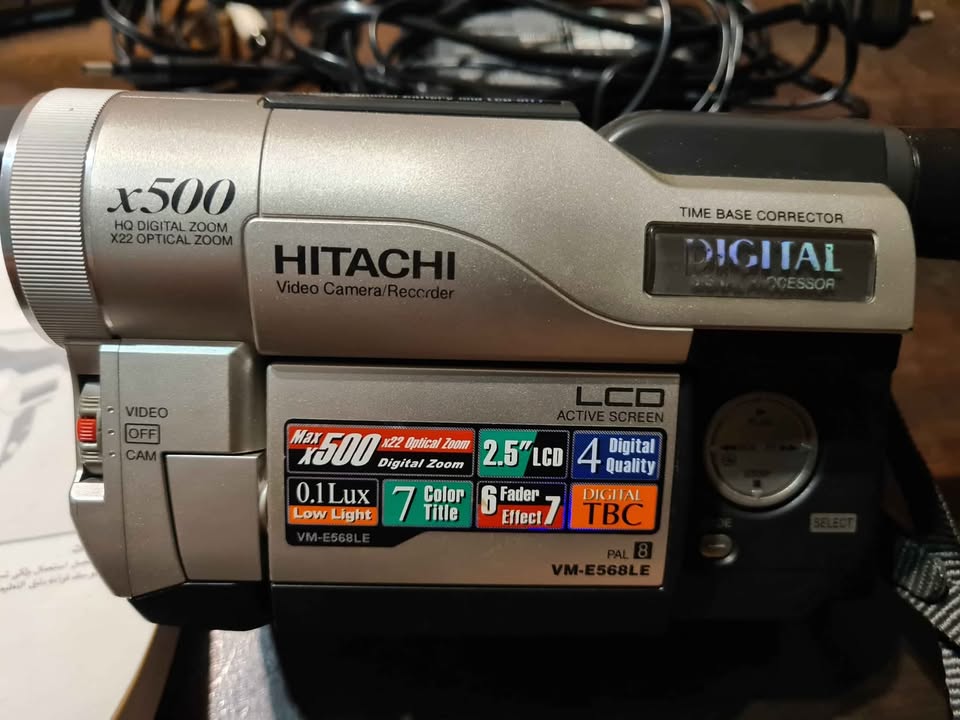 x500
HQ DIGITAL ZOOM
X22 OPTICAL ZOOM
HITACHI
Video Camera/Recorder
TIME BASE CORRECTOR
DIGITAL
VIDEO
OFF
CAM
LCD
ACTIVE SCREEN
Max x500 x22 Optical Zoom
Digital Zoom
2.5" LCD
4 Digital Quality
0.1Lux
Low Light
7 Color Title
6 Fader Effect 7
DIGITAL
TBC
VM-E568LE
PAL 8
VM-E568LE
SELECT